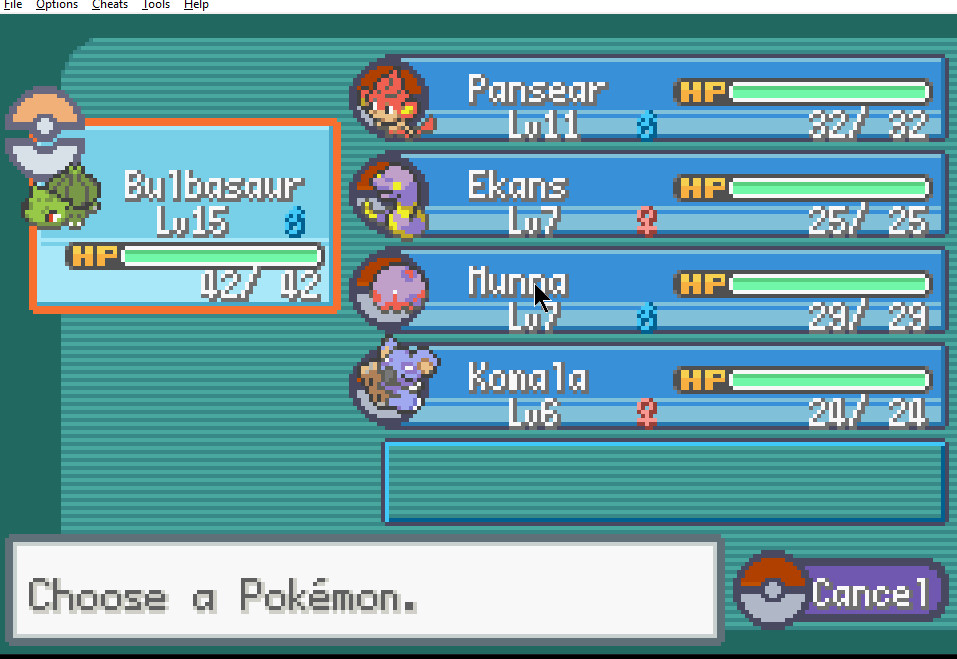 File Options Cheats Tools Help
Bulbasaur
Lv15 ♂
HP
42/ 42
Pansear HP
Lv11 ♂ 32/ 32
Ekans HP
Lv7 ♀ 25/ 25
Munna HP
Lv7 ♂ 29/ 29
Komala HP
Lv6 ♀ 24/ 24
Choose a Pokémon.
Cancel